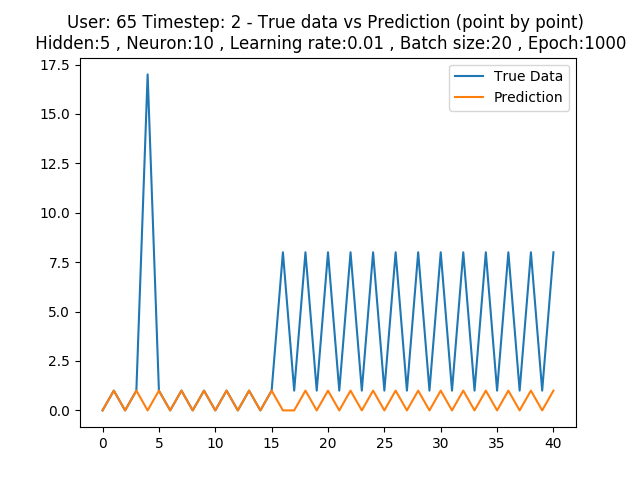 User: 65 Timestep: 2 - True data vs Prediction (point by point)
Hidden:5 , Neuron:10 , Learning rate:0.01 , Batch size:20 , Epoch:1000
17.5
15.0
12.5
10.0
7.5
5.0
2.5
0.0
True Data
Prediction
0 5 10 15 20 25 30 35 40